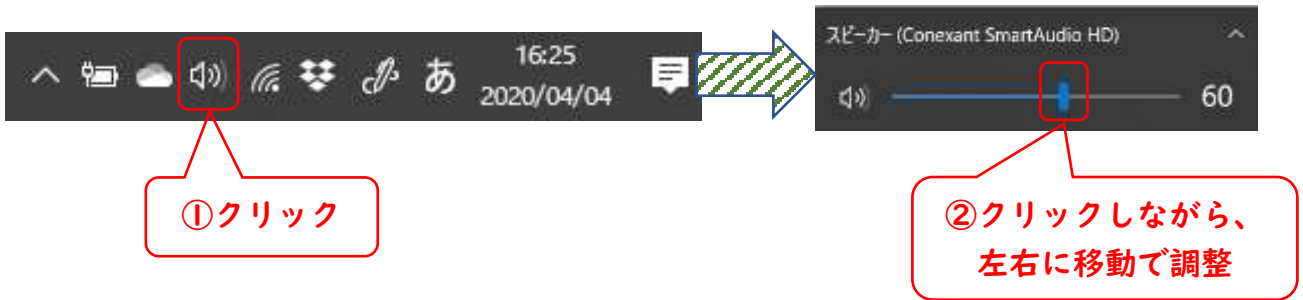 あ
16:25
2020/04/04
スピーカー (Conexant SmartAudio HD)
60
①クリック
②クリックしながら、
左右に移動で調整